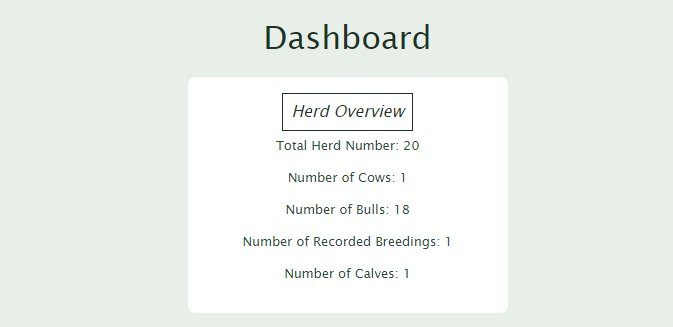 Dashboard
Herd Overview
Total Herd Number: 20
Number of Cows: 1
Number of Bulls: 18
Number of Recorded Breedings: 1
Number of Calves: 1